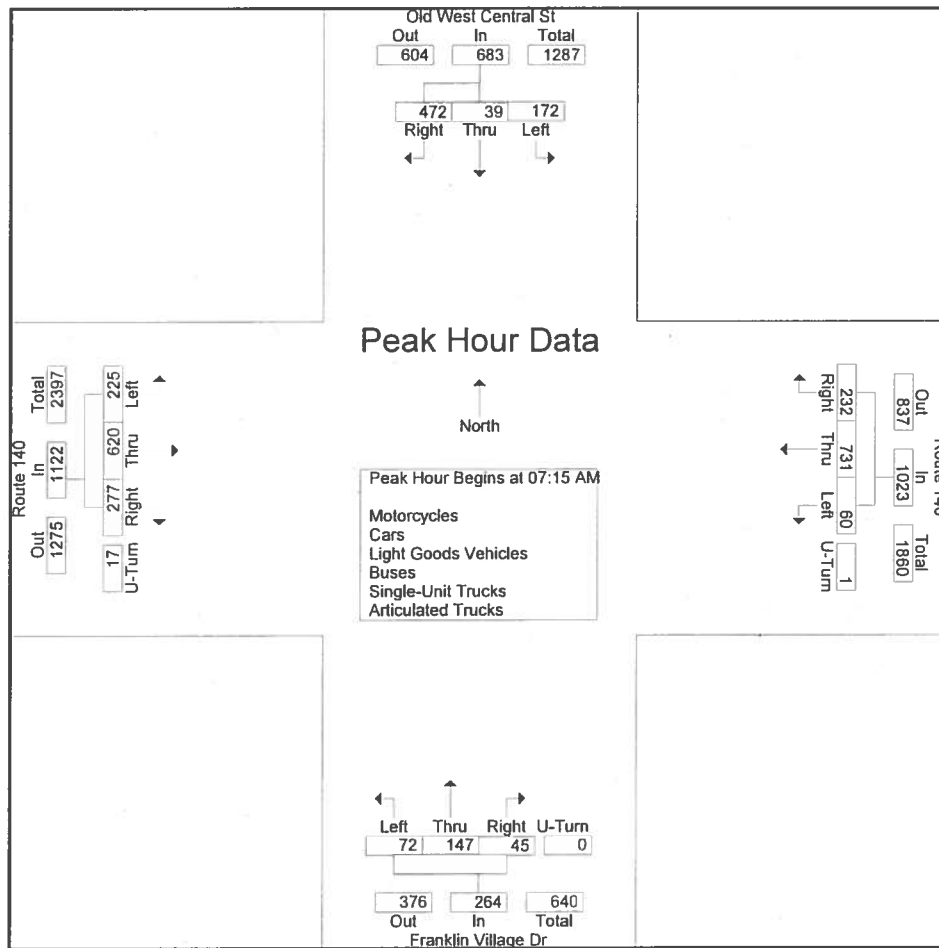 Old West Central St
Out In Total
604 683 1287
472 39 172
Right Thru Left
Peak Hour Data
North
Peak Hour Begins at 07:15 AM
Motorcycles
Cars
Light Goods Vehicles
Buses
Single-Unit Trucks
Articulated Trucks
Route 140
Total In Out
2397 1122 1275
225 620 277 17
Left Thru Right U-Turn
Out In Total
837 1023 1860
232 731 60 1
Right Thru Left U-Turn
Left Thru Right U-Turn
72 147 45 0
376 264 640
Out In Total
Franklin Village Dr